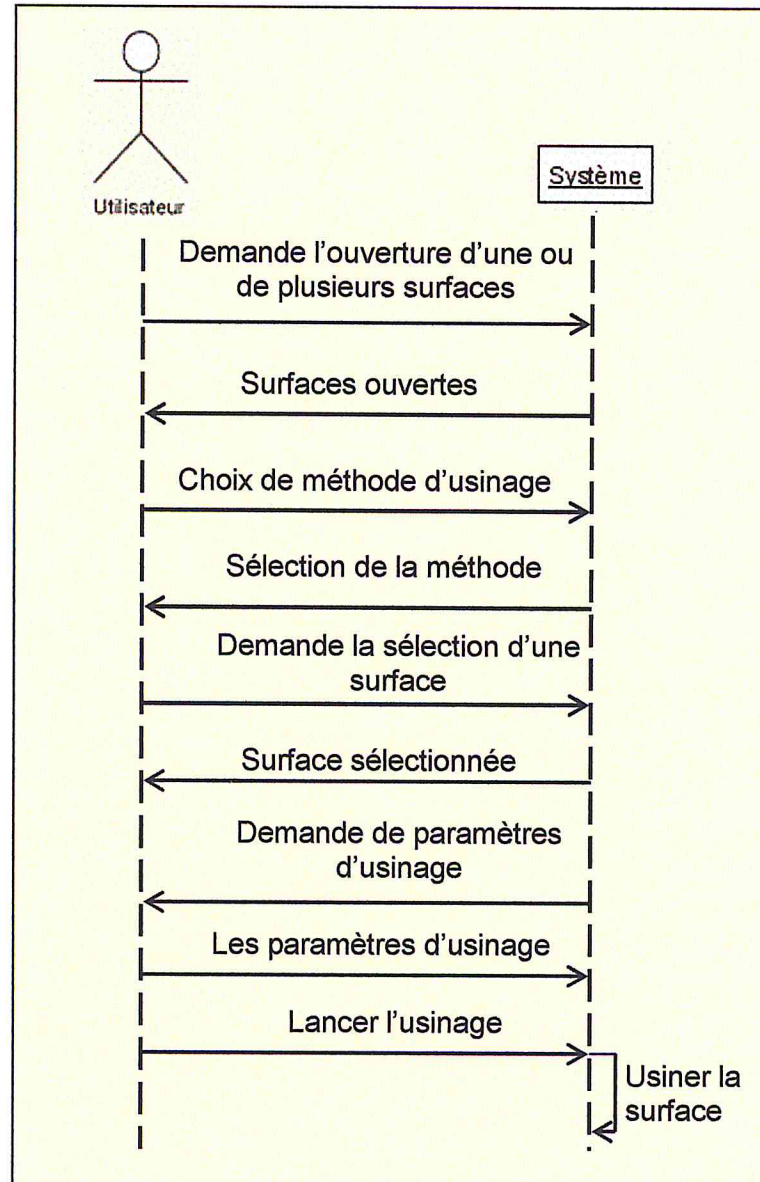 Utilisateur
Système
Demande l'ouverture d'une ou
de plusieurs surfaces
Surfaces ouvertes
Choix de méthode d'usinage
Sélection de la méthode
Demande la sélection d'une
surface
Surface sélectionnée
Demande de paramètres
d'usinage
Les paramètres d'usinage
Lancer l'usinage
Usiner la
surface